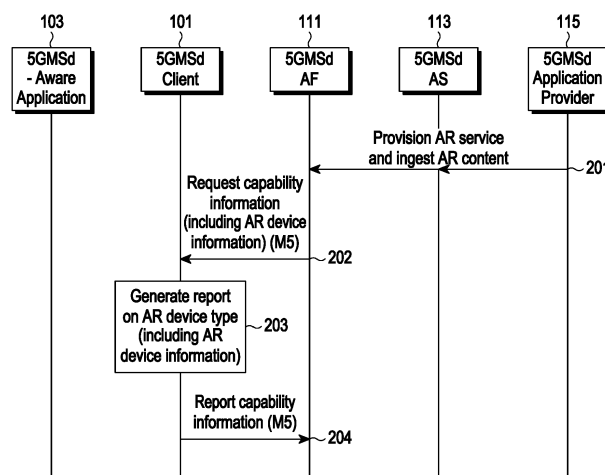 103
101
111
113
115
5GMSd
- Aware
Application
5GMSd
Client
5GMSd
AF
5GMSd
AS
5GMSd
Application
Provider
Provision AR service
and ingest AR content
201
Request capability
information
(including AR device
information) (M5)
202
Generate report
on AR device type
(including AR
device information)
203
Report capability
information (M5)
204